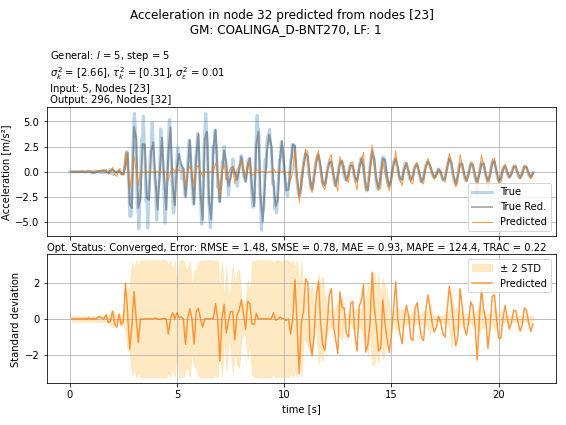 Acceleration in node 32 predicted from nodes [23]
GM: COALINGA_D-BNT270, LF: 1
General: l = 5, step = 5
σ²ₖ = [2.66], τ²ₖ = [0.31], σ²ε = 0.01
Input: 5, Nodes [23]
Output: 296, Nodes [32]
Acceleration [m/s²]
5.0
2.5
0.0
−2.5
−5.0
True
True Red.
Predicted
Opt. Status: Converged, Error: RMSE = 1.48, SMSE = 0.78, MAE = 0.93, MAPE = 124.4, TRAC = 0.22
Standard deviation
2
0
−2
± 2 STD
Predicted
0
5
10
15
20
time [s]